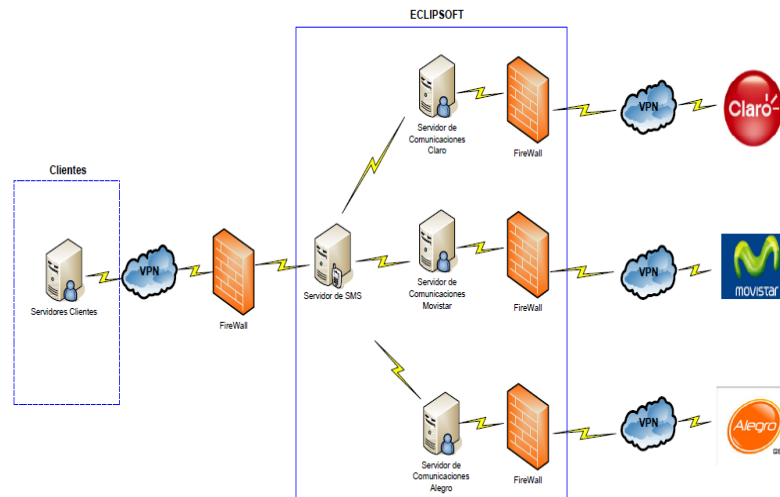 ECLIPSOFT
Servidor de
Comunicaciones
Claro
FireWall
VPN
Claro
Clientes
Servidores Clientes
VPN
FireWall
Servidor de SMS
Servidor de
Comunicaciones
Movistar
FireWall
VPN
movistar
Servidor de
Comunicaciones
Alegro
FireWall
VPN
Alegro